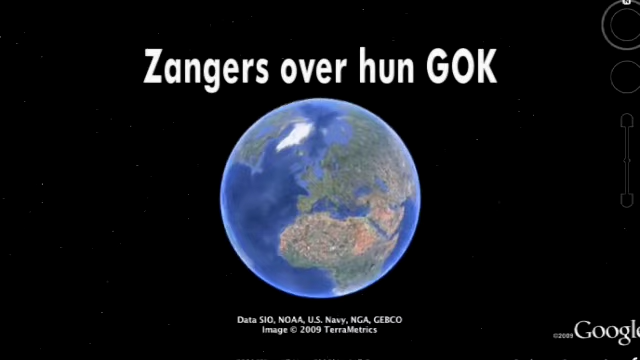 Zangers over hun GOK
Data SIO, NOAA, U.S. Navy, NGA, GEBCO
Image © 2009 TerraMetrics
©2009 Google